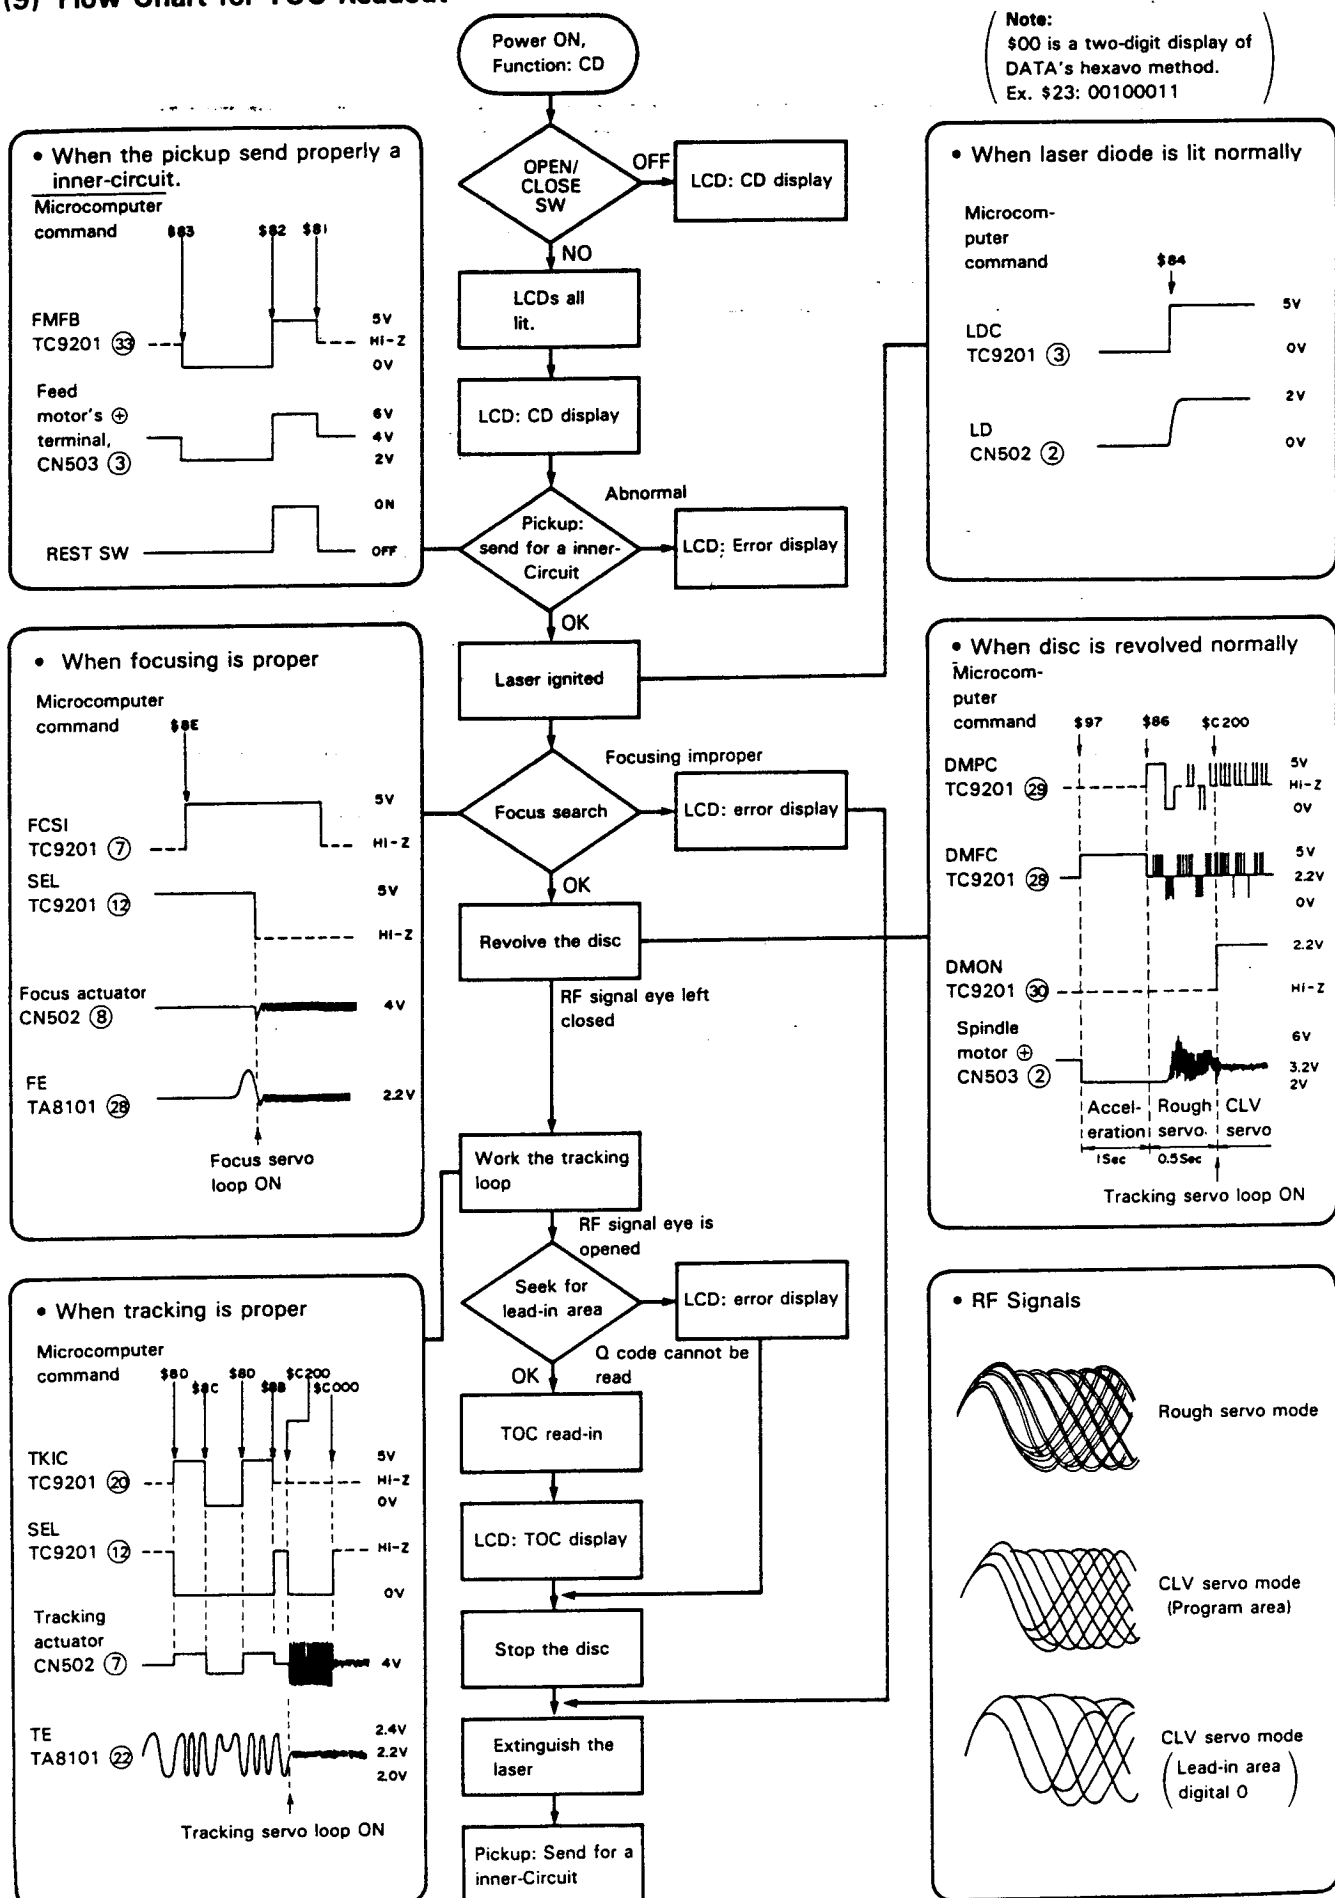 (9) Flow Chart for TOC Readout
Note:
$00 is a two-digit display of
DATA's hexavo method.
Ex. $23: 00100011
Power ON,
Function: CD
OPEN/
CLOSE
SW
OFF
LCD: CD display
NO
LCDs all
lit.
LCD: CD display
Pickup:
send for a inner-
Circuit
Abnormal
LCD: Error display
OK
Laser ignited
Focus search
Focusing improper
LCD: error display
OK
Revolve the disc
RF signal eye left
closed
Work the tracking
loop
RF signal eye is
opened
Seek for
lead-in area
LCD: error display
Q code cannot be
read
OK
TOC read-in
LCD: TOC display
Stop the disc
Extinguish the
laser
Pickup: Send for a
inner-Circuit
• When the pickup send properly a
inner-circuit.
Microcomputer
command
$83 $82 $81
FMFB
TC9201 33
5V
Hi-Z
0V
Feed
motor's ⊕
terminal,
CN503 3
6V
4V
2V
REST SW
ON
OFF
• When focusing is proper
Microcomputer
command
$8E
FCSI
TC9201 7
5V
Hi-Z
SEL
TC9201 12
5V
Hi-Z
Focus actuator
CN502 8
4V
FE
TA8101 28
2.2V
Focus servo
loop ON
• When tracking is proper
Microcomputer
command
$8D $8C $8D $8B $C200 $C000
TKIC
TC9201 20
5V
Hi-Z
0V
SEL
TC9201 12
Hi-Z
0V
Tracking
actuator
CN502 7
4V
TE
TA8101 22
2.4V
2.2V
2.0V
Tracking servo loop ON
• When laser diode is lit normally
Microcom-
puter
command
$84
LDC
TC9201 3
5V
0V
LD
CN502 2
2V
0V
• When disc is revolved normally
Microcom-
puter
command
$97 $86 $C200
DMPC
TC9201 29
5V
Hi-Z
0V
DMFC
TC9201 28
5V
2.2V
0V
DMON
TC9201 30
2.2V
Hi-Z
Spindle
motor ⊕
CN503 2
6V
3.2V
2V
Accel-
eration
Rough
servo.
CLV
servo
1Sec 0.5Sec
Tracking servo loop ON
• RF Signals
Rough servo mode
CLV servo mode
(Program area)
CLV servo mode
(Lead-in area
digital 0)